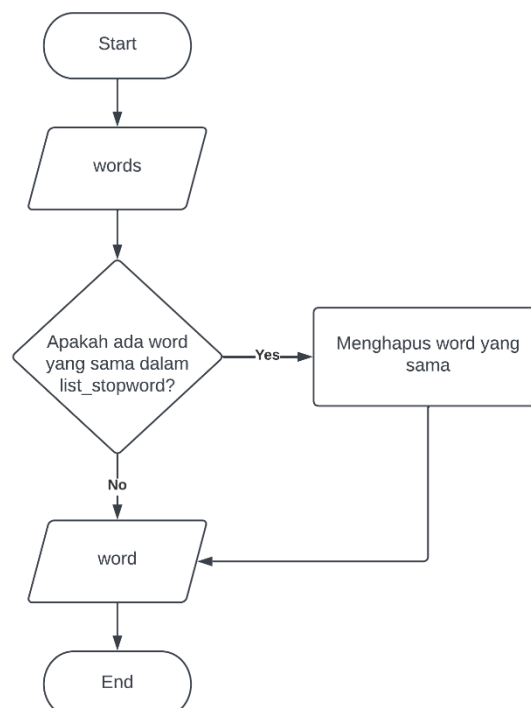 Start
words
Apakah ada word
yang sama dalam
list_stopword?
Yes
Menghapus word yang
sama
No
word
End